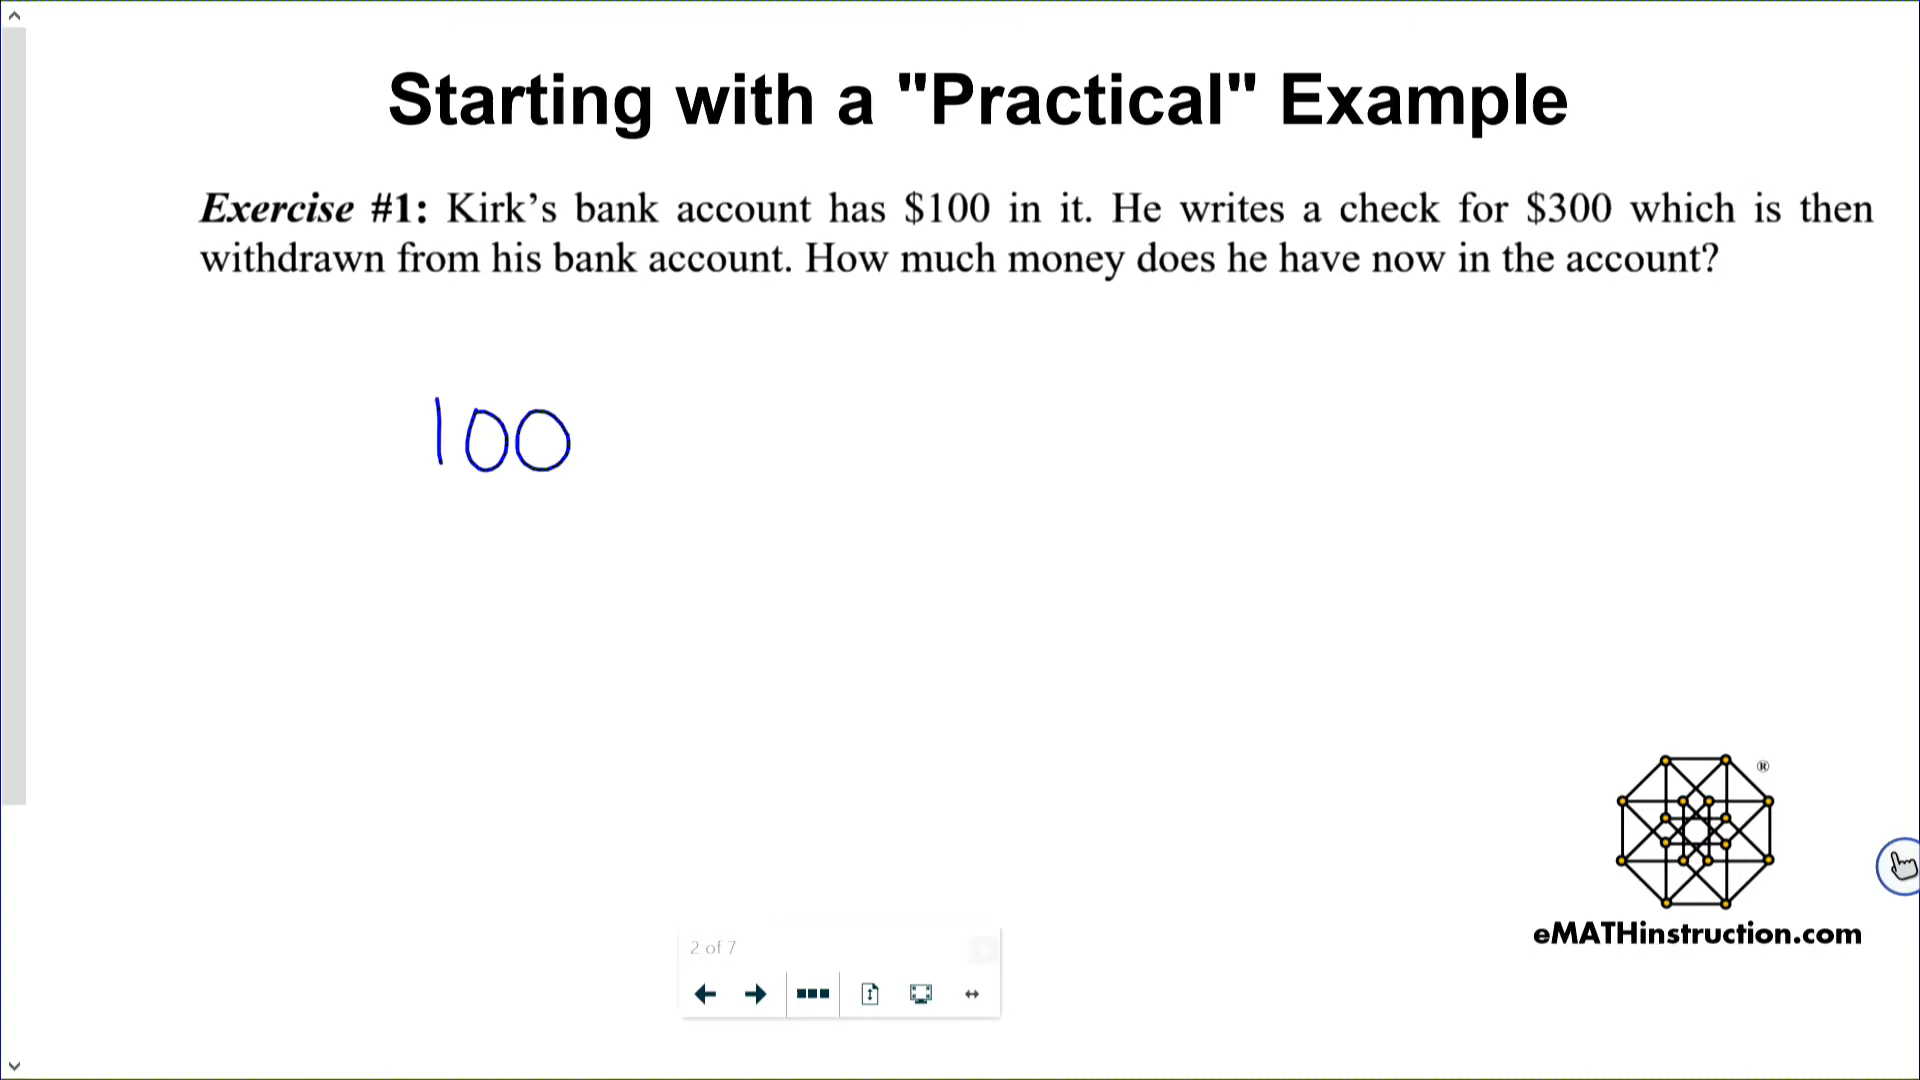 Starting with a "Practical" Example
Exercise #1: Kirk’s bank account has $100 in it. He writes a check for $300 which is then
withdrawn from his bank account. How much money does he have now in the account?
100
®
eMATHinstruction.com
2 of 7